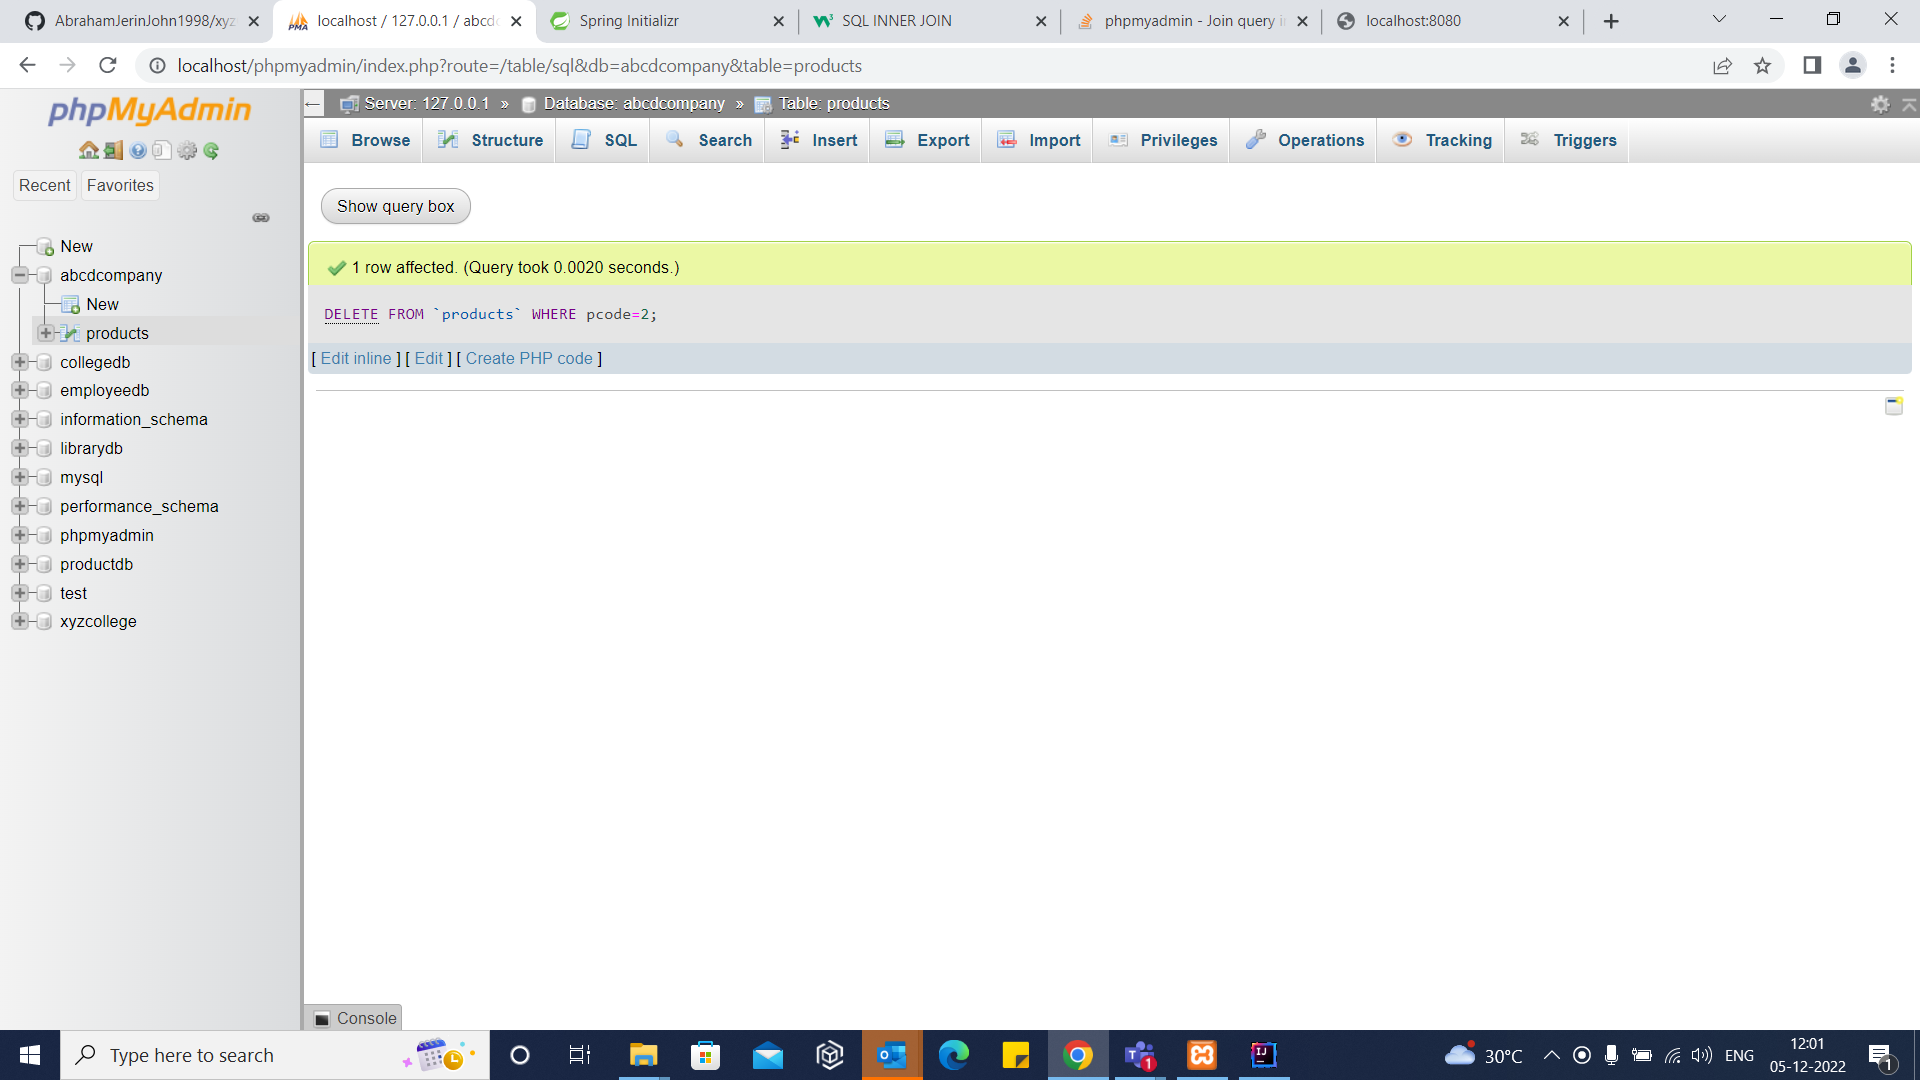 AbrahamJerinJohn1998/xyz
localhost / 127.0.0.1 / abcd
Spring Initializr
SQL INNER JOIN
phpmyadmin - Join query i
localhost:8080
localhost/phpmyadmin/index.php?route=/table/sql&db=abcdcompany&table=products
phpMyAdmin
Recent
Favorites
New
abcdcompany
New
products
collegedb
employeedb
information_schema
librarydb
mysql
performance_schema
phpmyadmin
productdb
test
xyzcollege
Server: 127.0.0.1 » Database: abcdcompany » Table: products
Browse Structure SQL Search Insert Export Import Privileges Operations Tracking Triggers
Show query box
1 row affected. (Query took 0.0020 seconds.)
DELETE FROM `products` WHERE pcode=2;
[ Edit inline ] [ Edit ] [ Create PHP code ]
Console
Type here to search
30°C
ENG
12:01
05-12-2022